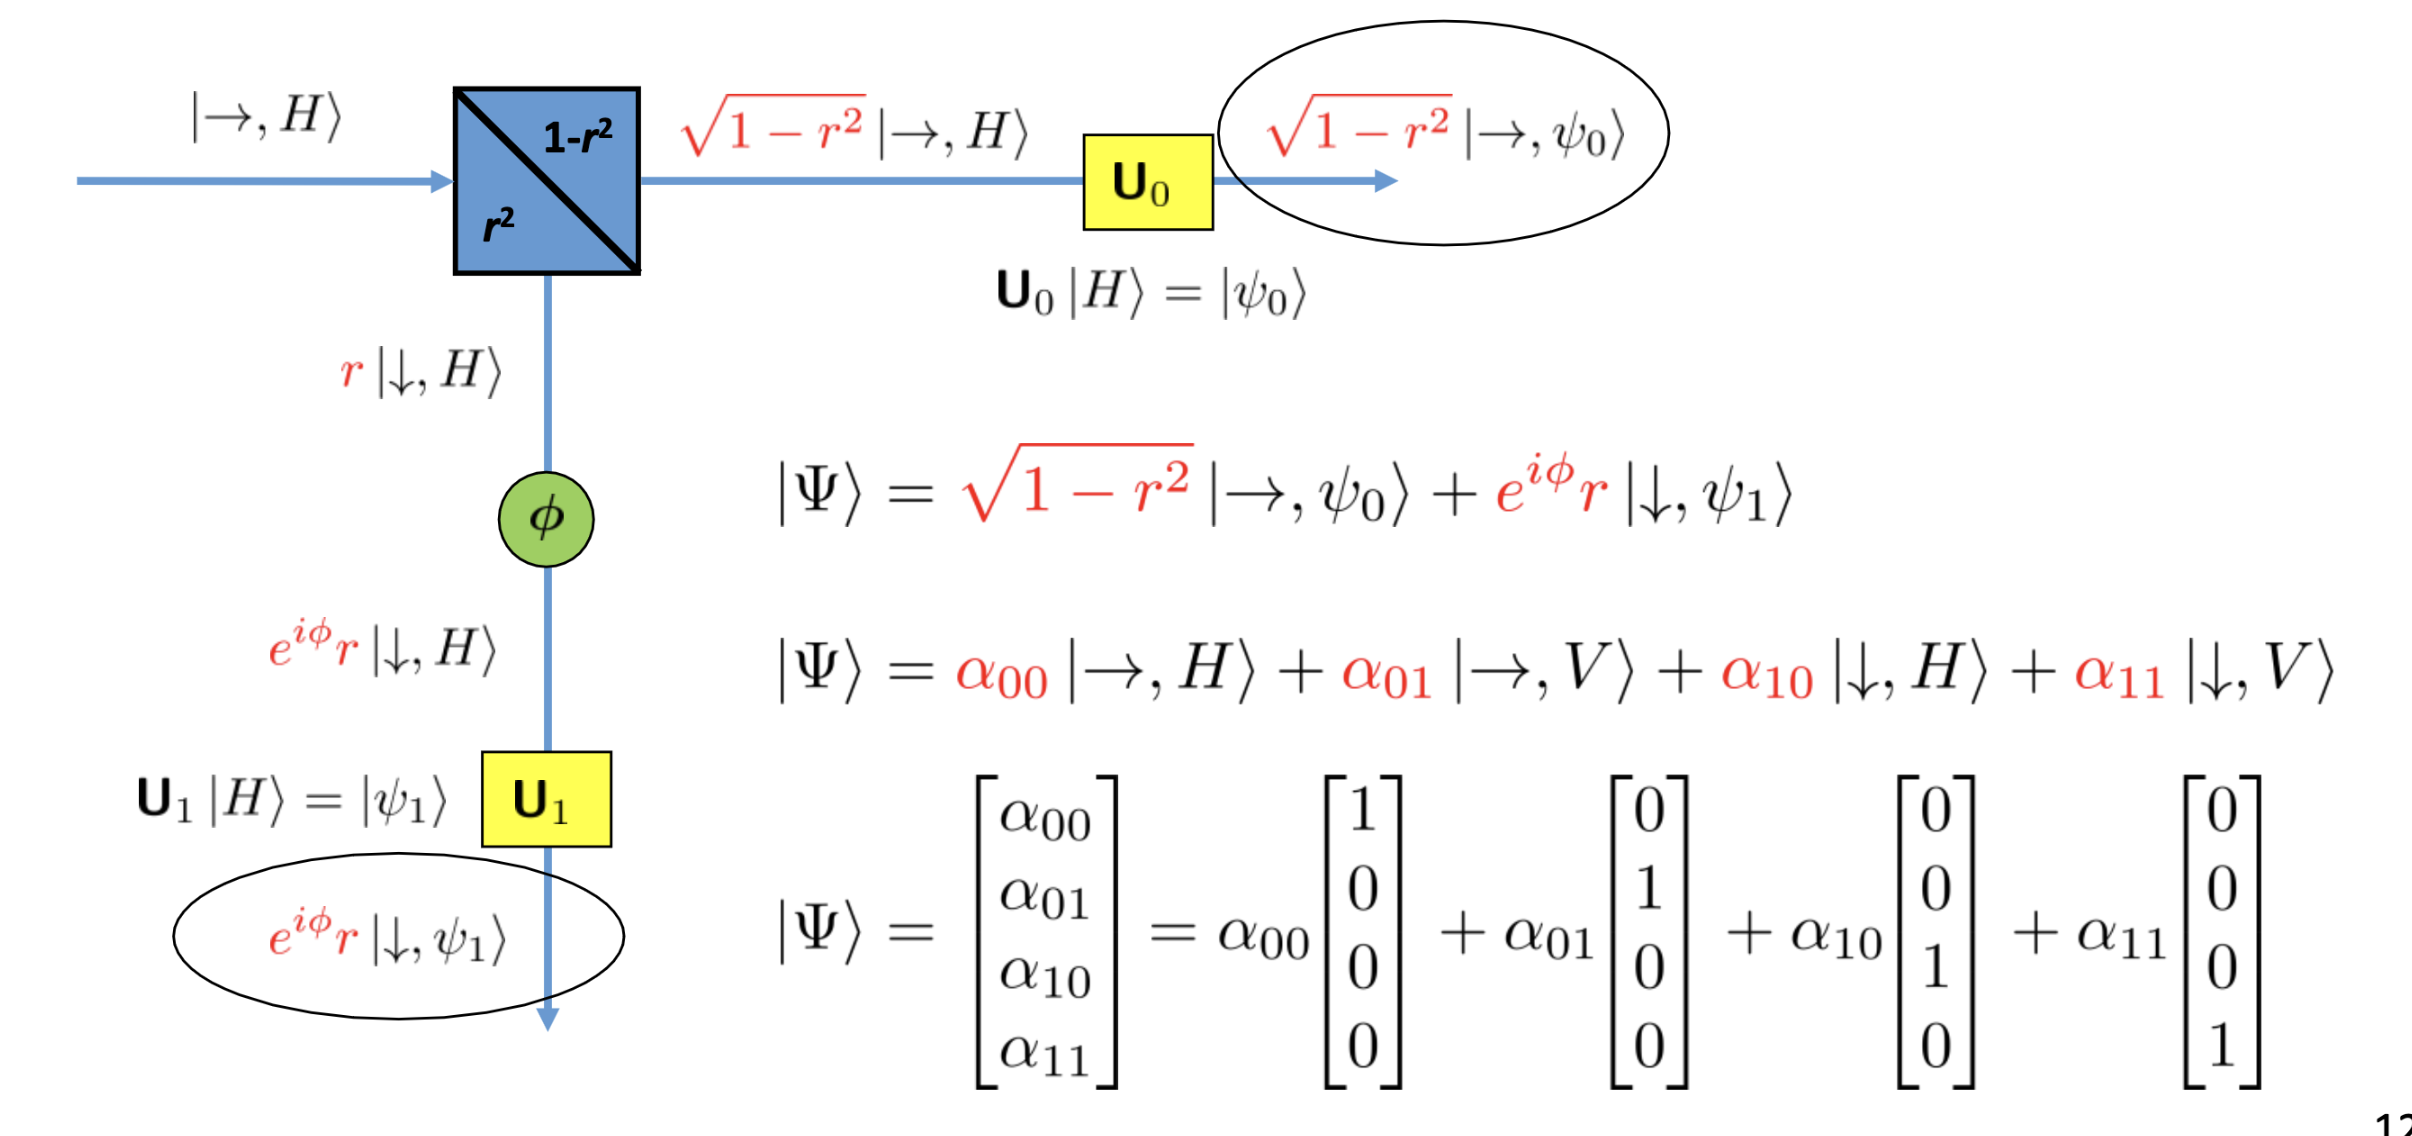 |→, H⟩
1-r²
r²
√(1 − r²) |→, H⟩
U₀
√(1 − r²) |→, ψ₀⟩
U₀ |H⟩ = |ψ₀⟩
r |↓, H⟩
ϕ
|Ψ⟩ = √(1 − r²) |→, ψ₀⟩ + e^{iϕ} r |↓, ψ₁⟩
e^{iϕ} r |↓, H⟩
|Ψ⟩ = α₀₀ |→, H⟩ + α₀₁ |→, V⟩ + α₁₀ |↓, H⟩ + α₁₁ |↓, V⟩
U₁ |H⟩ = |ψ₁⟩
U₁
e^{iϕ} r |↓, ψ₁⟩
|Ψ⟩ = [α₀₀ α₀₁ α₁₀ α₁₁] = α₀₀ [1 0 0 0] + α₀₁ [0 1 0 0] + α₁₀ [0 0 1 0] + α₁₁ [0 0 0 1]
12